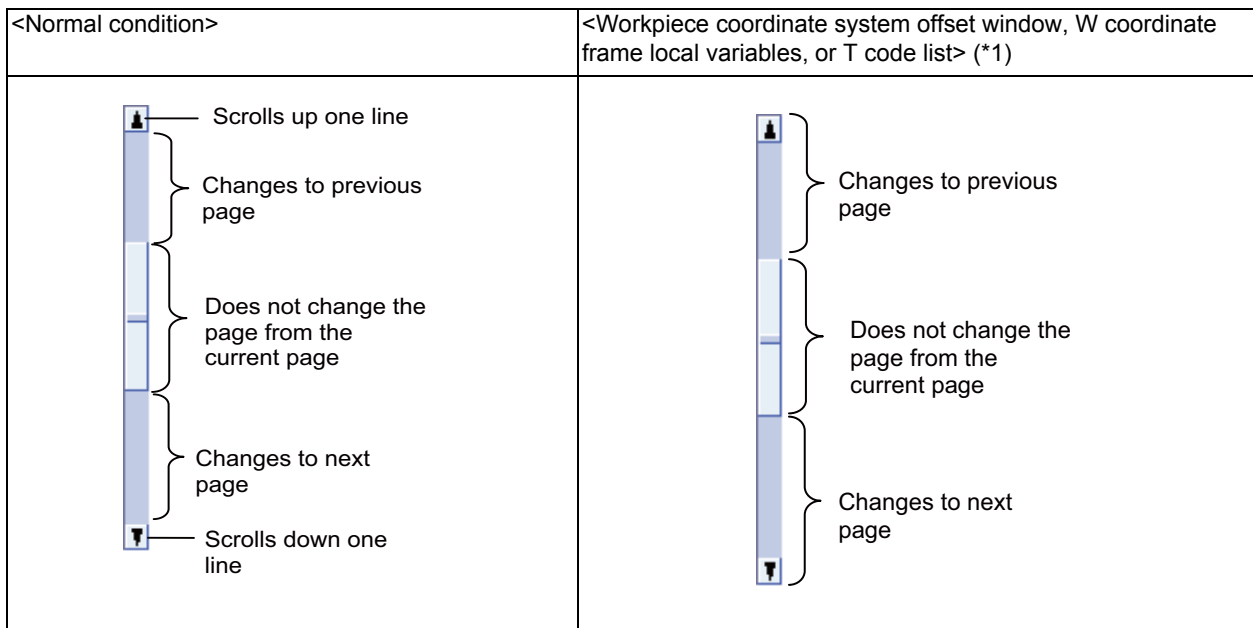 <Normal condition>
<Workpiece coordinate system offset window, W coordinate
frame local variables, or T code list> (*1)
Scrolls up one line
Changes to previous
page
Does not change the
page from the
current page
Changes to next
page
Scrolls down one
line
Changes to previous
page
Does not change the
page from the
current page
Changes to next
page